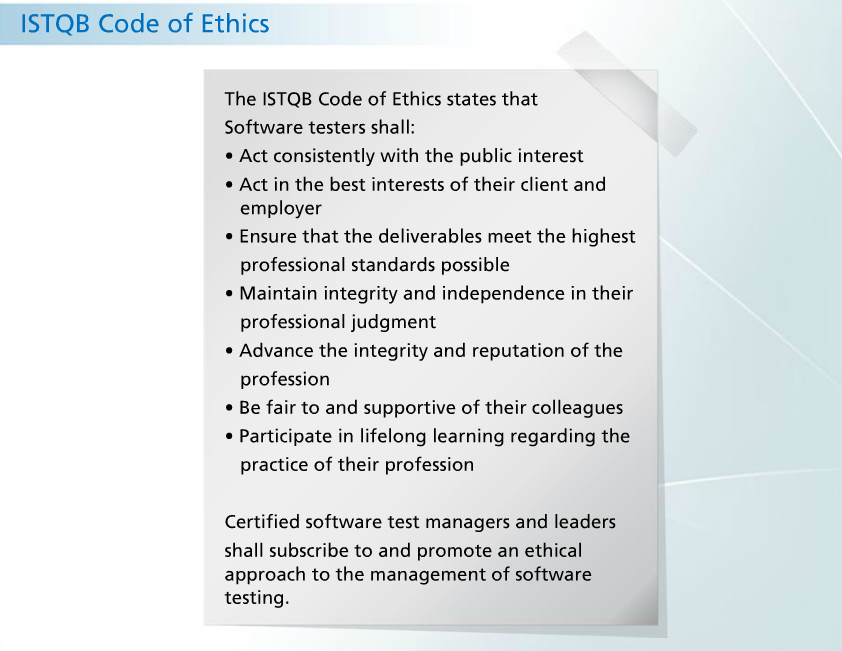 ISTQB Code of Ethics
The ISTQB Code of Ethics states that
Software testers shall:
• Act consistently with the public interest
• Act in the best interests of their client and
employer
• Ensure that the deliverables meet the highest
professional standards possible
• Maintain integrity and independence in their
professional judgment
• Advance the integrity and reputation of the
profession
• Be fair to and supportive of their colleagues
• Participate in lifelong learning regarding the
practice of their profession
Certified software test managers and leaders
shall subscribe to and promote an ethical
approach to the management of software
testing.